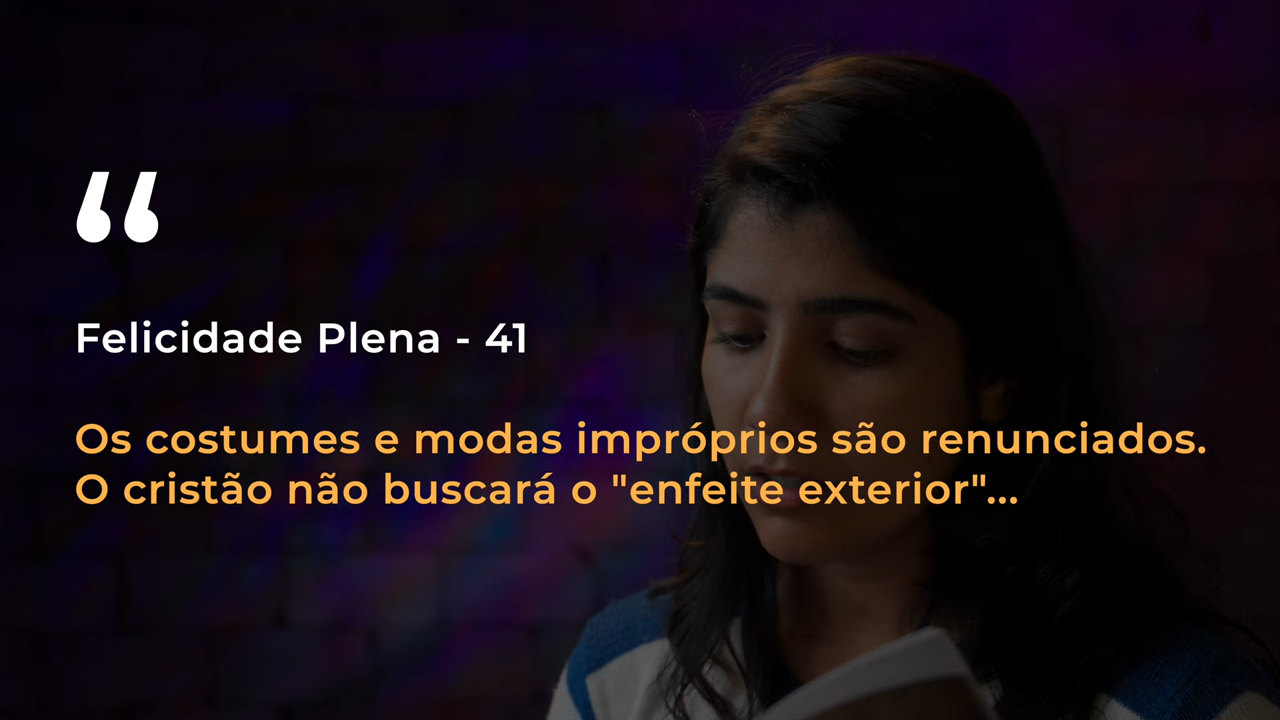 “
Felicidade Plena - 41
Os costumes e modas impróprios são renunciados.
O cristão não buscará o "enfeite exterior"...